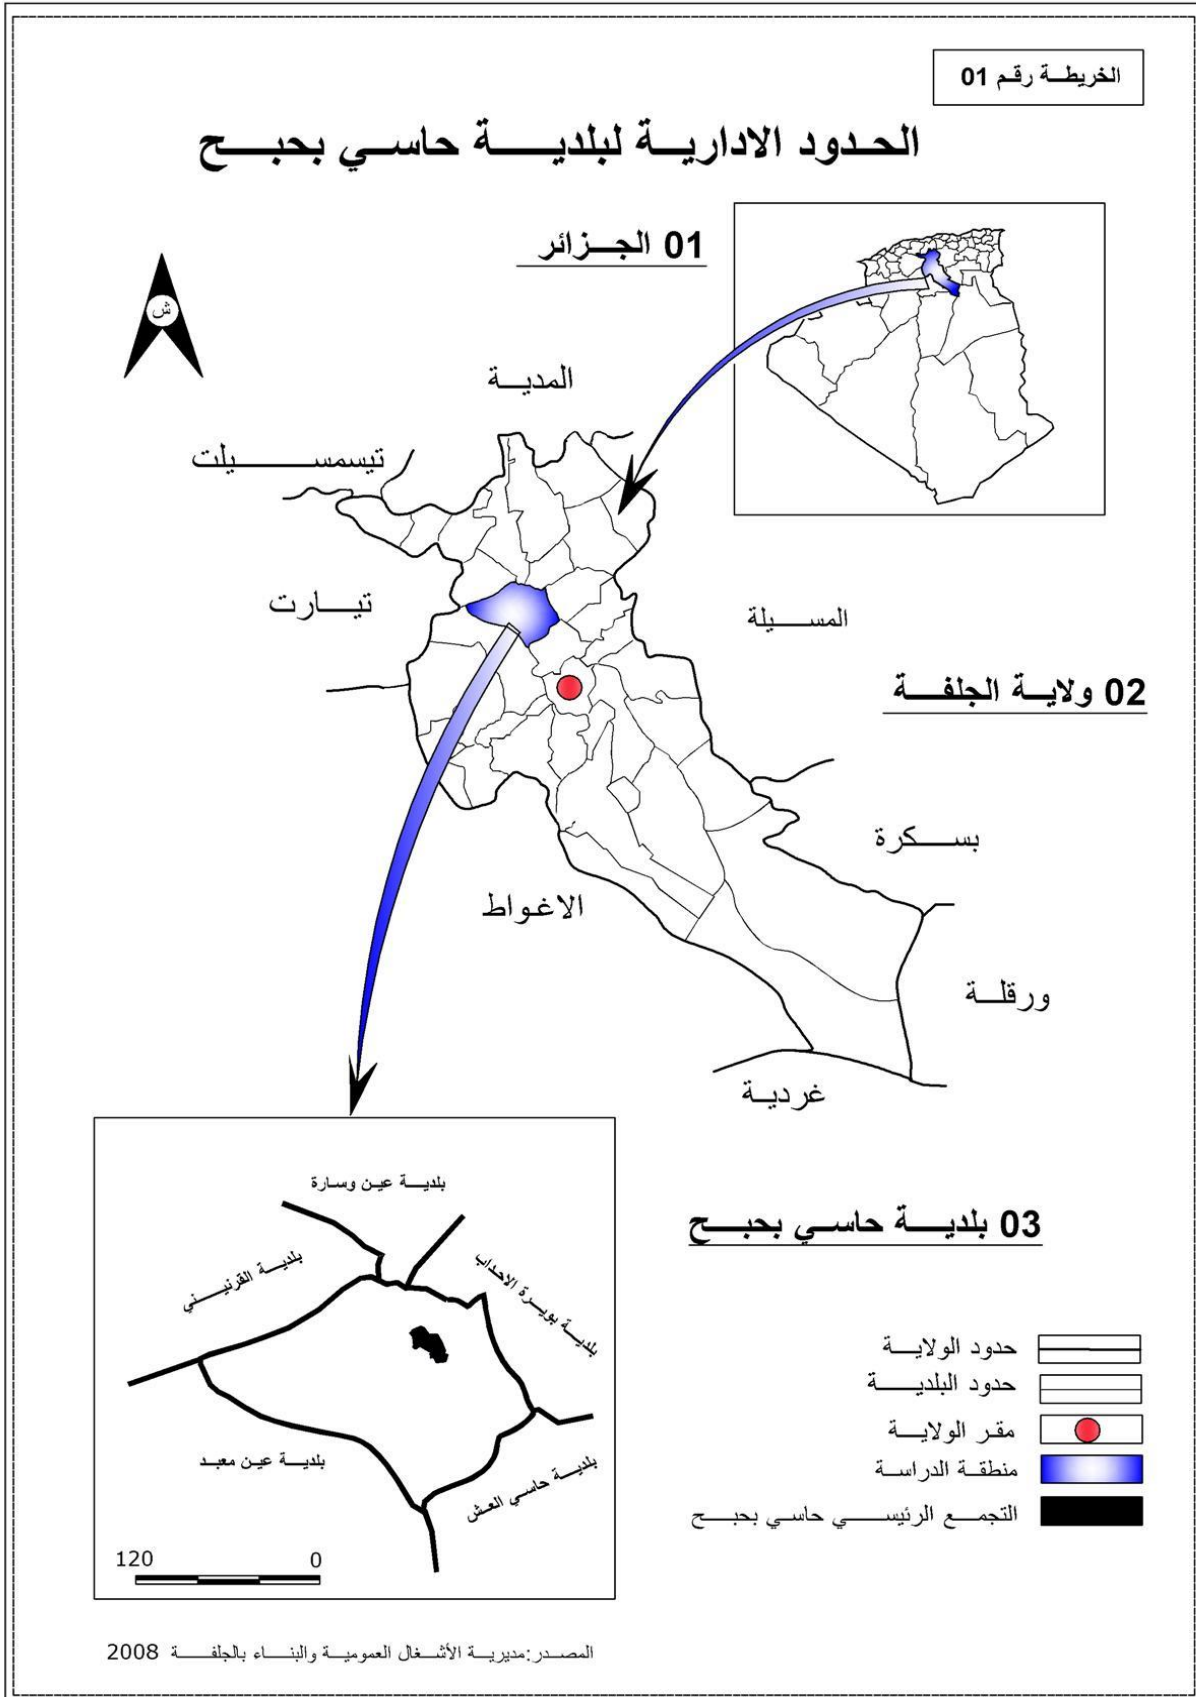 الخريطة رقم 01
الحدود الادارية لبلدية حاسي بحبح
01 الجزائر
ش
المدية
تيسمسيلت
تيارت
المسيلة
02 ولاية الجلفة
بسكرة
الاغواط
ورقلة
غردية
بلدية عين وسارة
بلدية القرنيني
بلدية بويرة الاحداب
بلدية عين معبد
بلدية حاسي العش
120 0
03 بلدية حاسي بحبح
حدود الولاية
حدود البلدية
مقر الولاية
منطقة الدراسة
التجمع الرئيسي حاسي بحبح
المصدر:مديرية الأشغال العمومية والبناء بالجلفة 2008